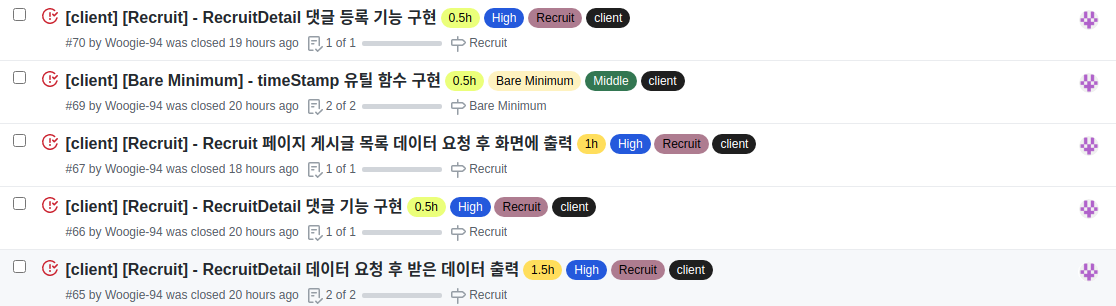 [client] [Recruit] - RecruitDetail 댓글 등록 기능 구현 0.5h High Recruit client
#70 by Woogie-94 was closed 19 hours ago 1 of 1 Recruit
[client] [Bare Minimum] - timeStamp 유틸 함수 구현 0.5h Bare Minimum Middle client
#69 by Woogie-94 was closed 20 hours ago 2 of 2 Bare Minimum
[client] [Recruit] - Recruit 페이지 게시글 목록 데이터 요청 후 화면에 출력 1h High Recruit client
#67 by Woogie-94 was closed 18 hours ago 1 of 1 Recruit
[client] [Recruit] - RecruitDetail 댓글 기능 구현 0.5h High Recruit client
#66 by Woogie-94 was closed 20 hours ago 1 of 1 Recruit
[client] [Recruit] - RecruitDetail 데이터 요청 후 받은 데이터 출력 1.5h High Recruit client
#65 by Woogie-94 was closed 20 hours ago 2 of 2 Recruit